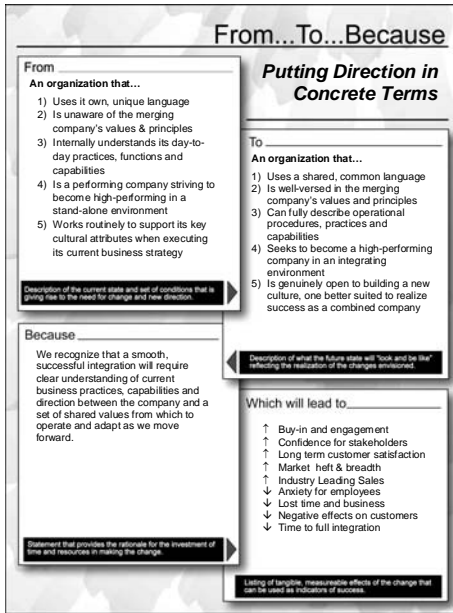 From...To...Because
Putting Direction in
Concrete Terms
From
An organization that…
1) Uses it own, unique language
2) Is unaware of the merging
company's values & principles
3) Internally understands its day-to-
day practices, functions and
capabilities
4) Is a performing company striving to
become high-performing in a
stand-alone environment
5) Works routinely to support its key
cultural attributes when executing
its current business strategy
Description of the current state and set of conditions that is
giving rise to the need for change and new direction.
To
An organization that…
1) Uses a shared, common language
2) Is well-versed in the merging
company's values and principles
3) Can fully describe operational
procedures, practices and
capabilities
4) Seeks to become a high-performing
company in an integrating
environment
5) Is genuinely open to building a new
culture, one better suited to realize
success as a combined company
Description of what the future state will "look and be like"
reflecting the realization of the changes envisioned.
Because
We recognize that a smooth,
successful integration will require
clear understanding of current
business practices, capabilities and
direction between the company and a
set of shared values from which to
operate and adapt as we move
forward.
Statement that provides the rationale for the investment of
time and resources in making the change.
Which will lead to
↑ Buy-in and engagement
↑ Confidence for stakeholders
↑ Long term customer satisfaction
↑ Market heft & breadth
↑ Industry Leading Sales
↓ Anxiety for employees
↓ Lost time and business
↓ Negative effects on customers
↓ Time to full integration
Listing of tangible, measureable effects of the change that
can be used as indicators of success.